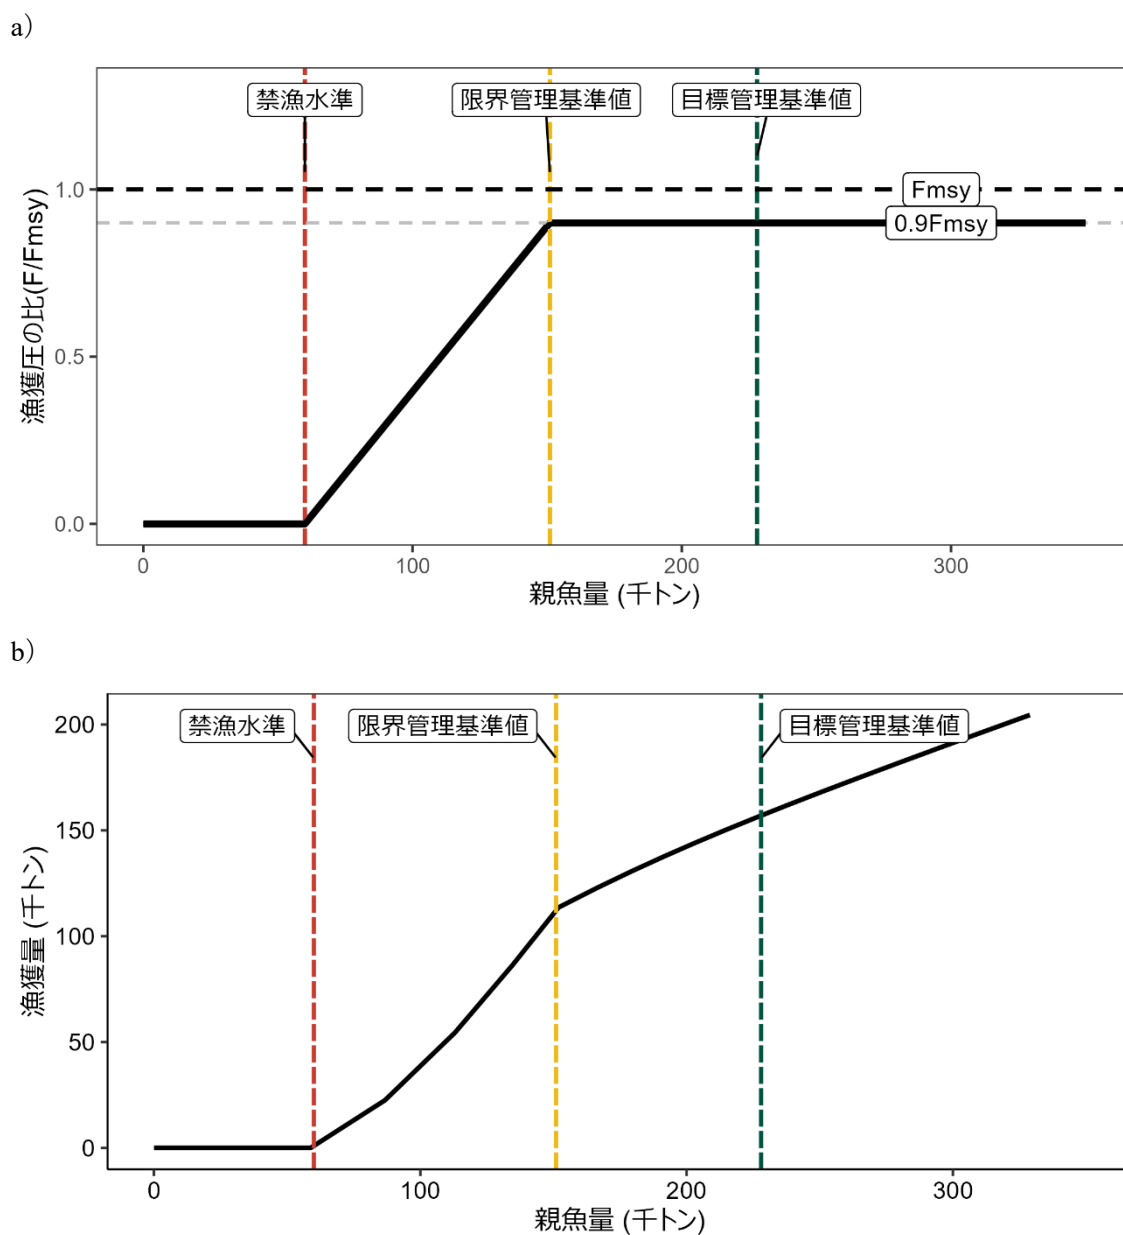 a）
禁漁水準
限界管理基準値
目標管理基準値
Fmsy
0.9Fmsy
漁獲圧の比(F/Fmsy)
1.0
0.5
0.0
0
100
200
300
親魚量 (千トン)
b）
禁漁水準
限界管理基準値
目標管理基準値
漁獲量 (千トン)
200
150
100
50
0
0
100
200
300
親魚量 (千トン)